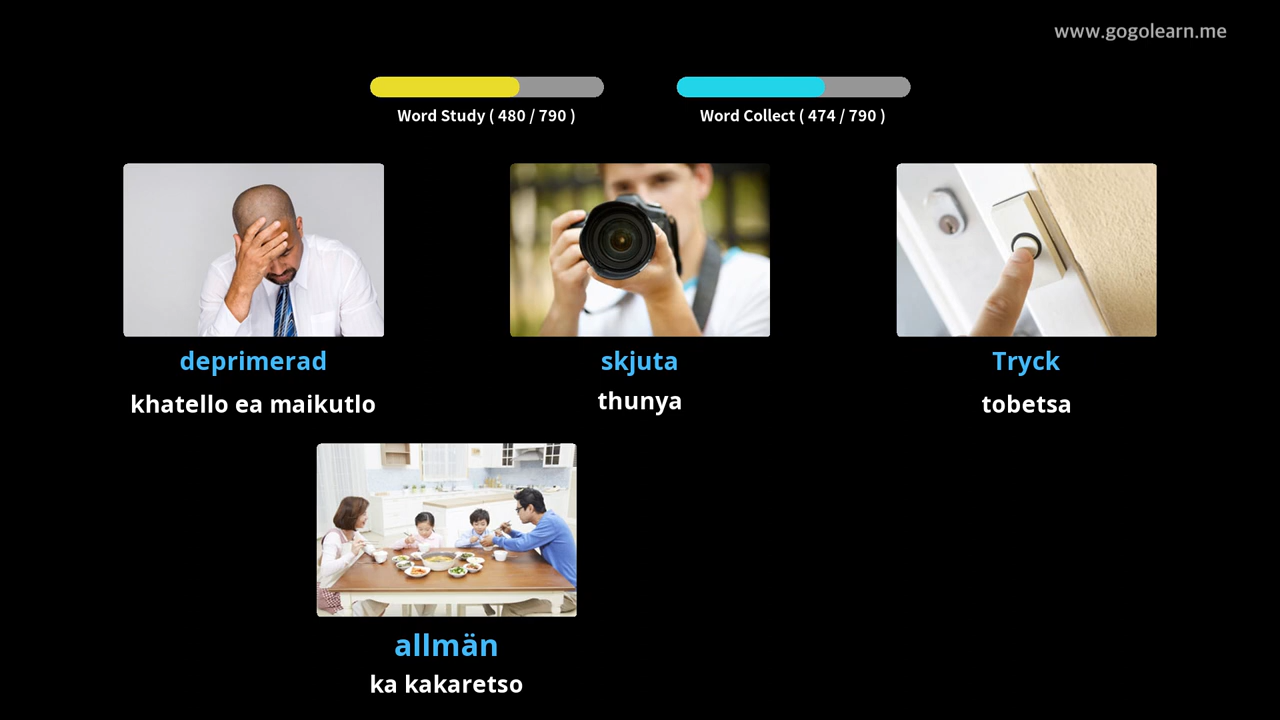 www.gogolearn.me
Word Study ( 480 / 790 )
Word Collect ( 474 / 790 )
deprimerad
khatello ea maikutlo
skjuta
thunya
Tryck
tobetsa
allmän
ka kakaretso